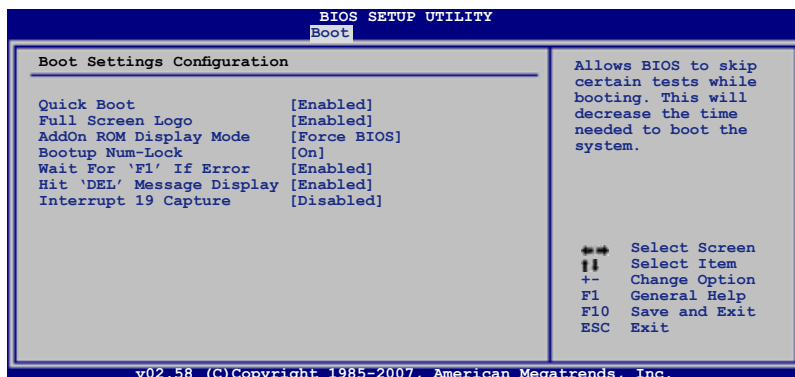 BIOS SETUP UTILITY
Boot
Boot Settings Configuration
Quick Boot [Enabled]
Full Screen Logo [Enabled]
AddOn ROM Display Mode [Force BIOS]
Bootup Num-Lock [On]
Wait For ‘F1’ If Error [Enabled]
Hit ‘DEL’ Message Display [Enabled]
Interrupt 19 Capture [Disabled]
Allows BIOS to skip
certain tests while
booting. This will
decrease the time
needed to boot the
system.
Select Screen
Select Item
+- Change Option
F1 General Help
F10 Save and Exit
ESC Exit
v02.58 (C)Copyright 1985-2007, American Megatrends, Inc.